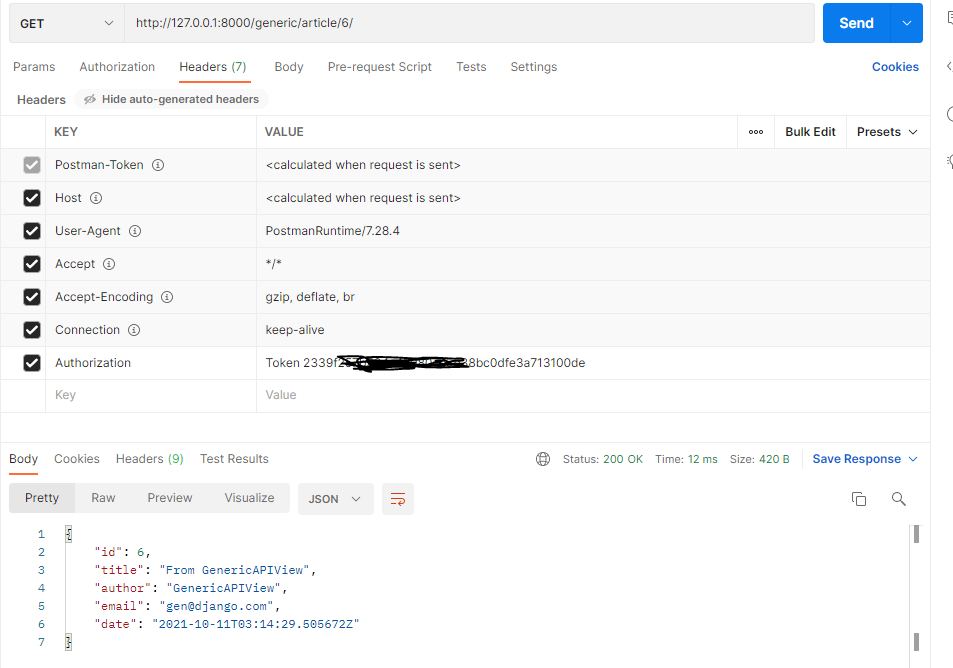 GET http://127.0.0.1:8000/generic/article/6/ Send
Params Authorization Headers (7) Body Pre-request Script Tests Settings Cookies
Headers Hide auto-generated headers
KEY VALUE Bulk Edit Presets
Postman-Token <calculated when request is sent>
Host <calculated when request is sent>
User-Agent PostmanRuntime/7.28.4
Accept */*
Accept-Encoding gzip, deflate, br
Connection keep-alive
Authorization Token 2339f 8bc0dfe3a713100de
Key Value
Body Cookies Headers (9) Test Results Status: 200 OK Time: 12 ms Size: 420 B Save Response
Pretty Raw Preview Visualize JSON
1 {
2 "id": 6,
3 "title": "From GenericAPIView",
4 "author": "GenericAPIView",
5 "email": "gen@django.com",
6 "date": "2021-10-11T03:14:29.505672Z"
7 }